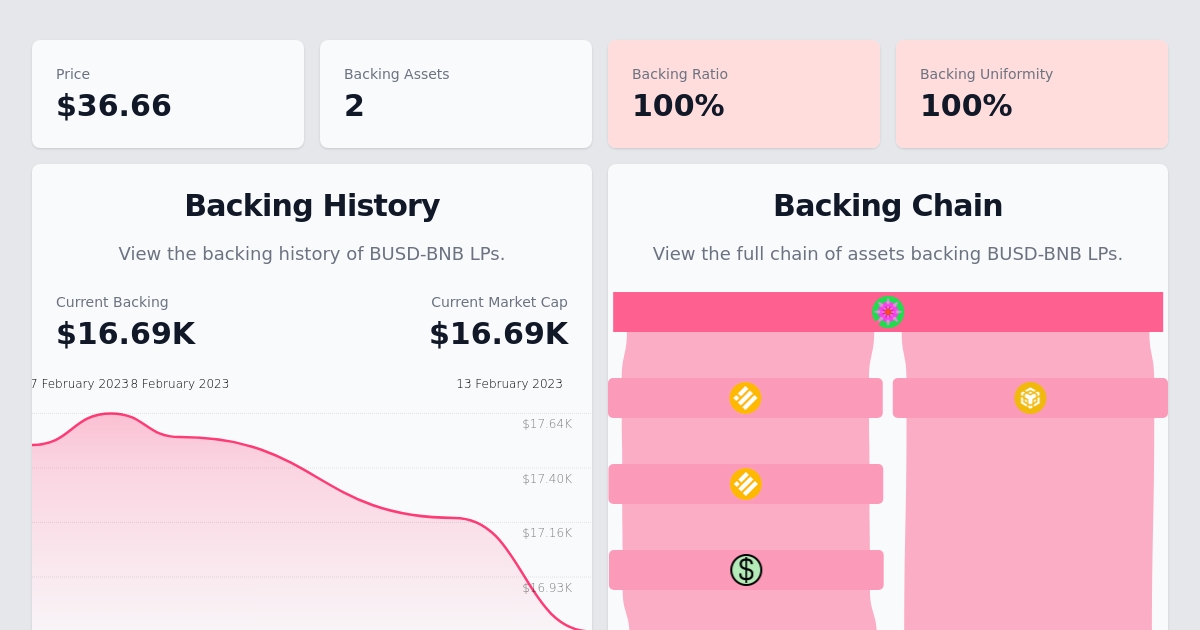 Price
$36.66
Backing Assets
2
Backing Ratio
100%
Backing Uniformity
100%
Backing History
View the backing history of BUSD-BNB LPs.
Current Backing
$16.69K
Current Market Cap
$16.69K
7 February 2023
8 February 2023
13 February 2023
$17.64K
$17.40K
$17.16K
$16.93K
Backing Chain
View the full chain of assets backing BUSD-BNB LPs.
$